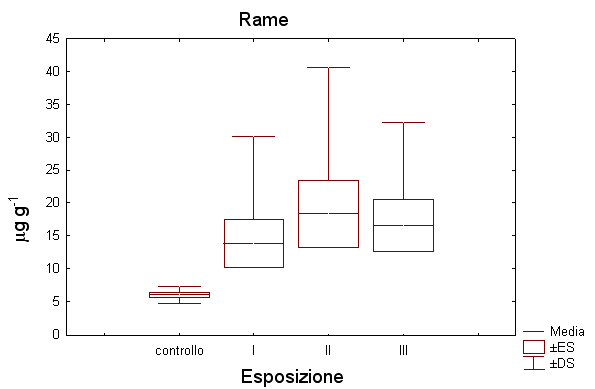 Rame
45
40
35
30
25
20
15
10
5
0
µg g-1
controllo I II III
Esposizione
Media
±ES
±DS